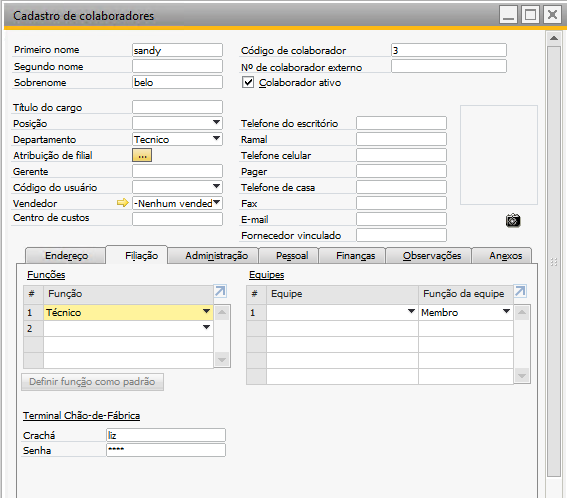 Cadastro de colaboradores
Primeiro nome sandy Código de colaborador 3
Segundo nome Nº de colaborador externo
Sobrenome belo Colaborador ativo
Título do cargo
Posição Telefone do escritório
Departamento Tecnico Ramal
Atribuição de filial ... Telefone celular
Gerente Pager
Código do usuário Telefone de casa
Vendedor -Nenhum vended Fax
Centro de custos E-mail
Fornecedor vinculado
Endereço Filiação Administração Pessoal Finanças Observações Anexos
Funções Equipes
# Função # Equipe Função da equipe
1 Técnico 1 Membro
2
Definir função como padrão
Terminal Chão-de-Fábrica
Crachá liz
Senha ****